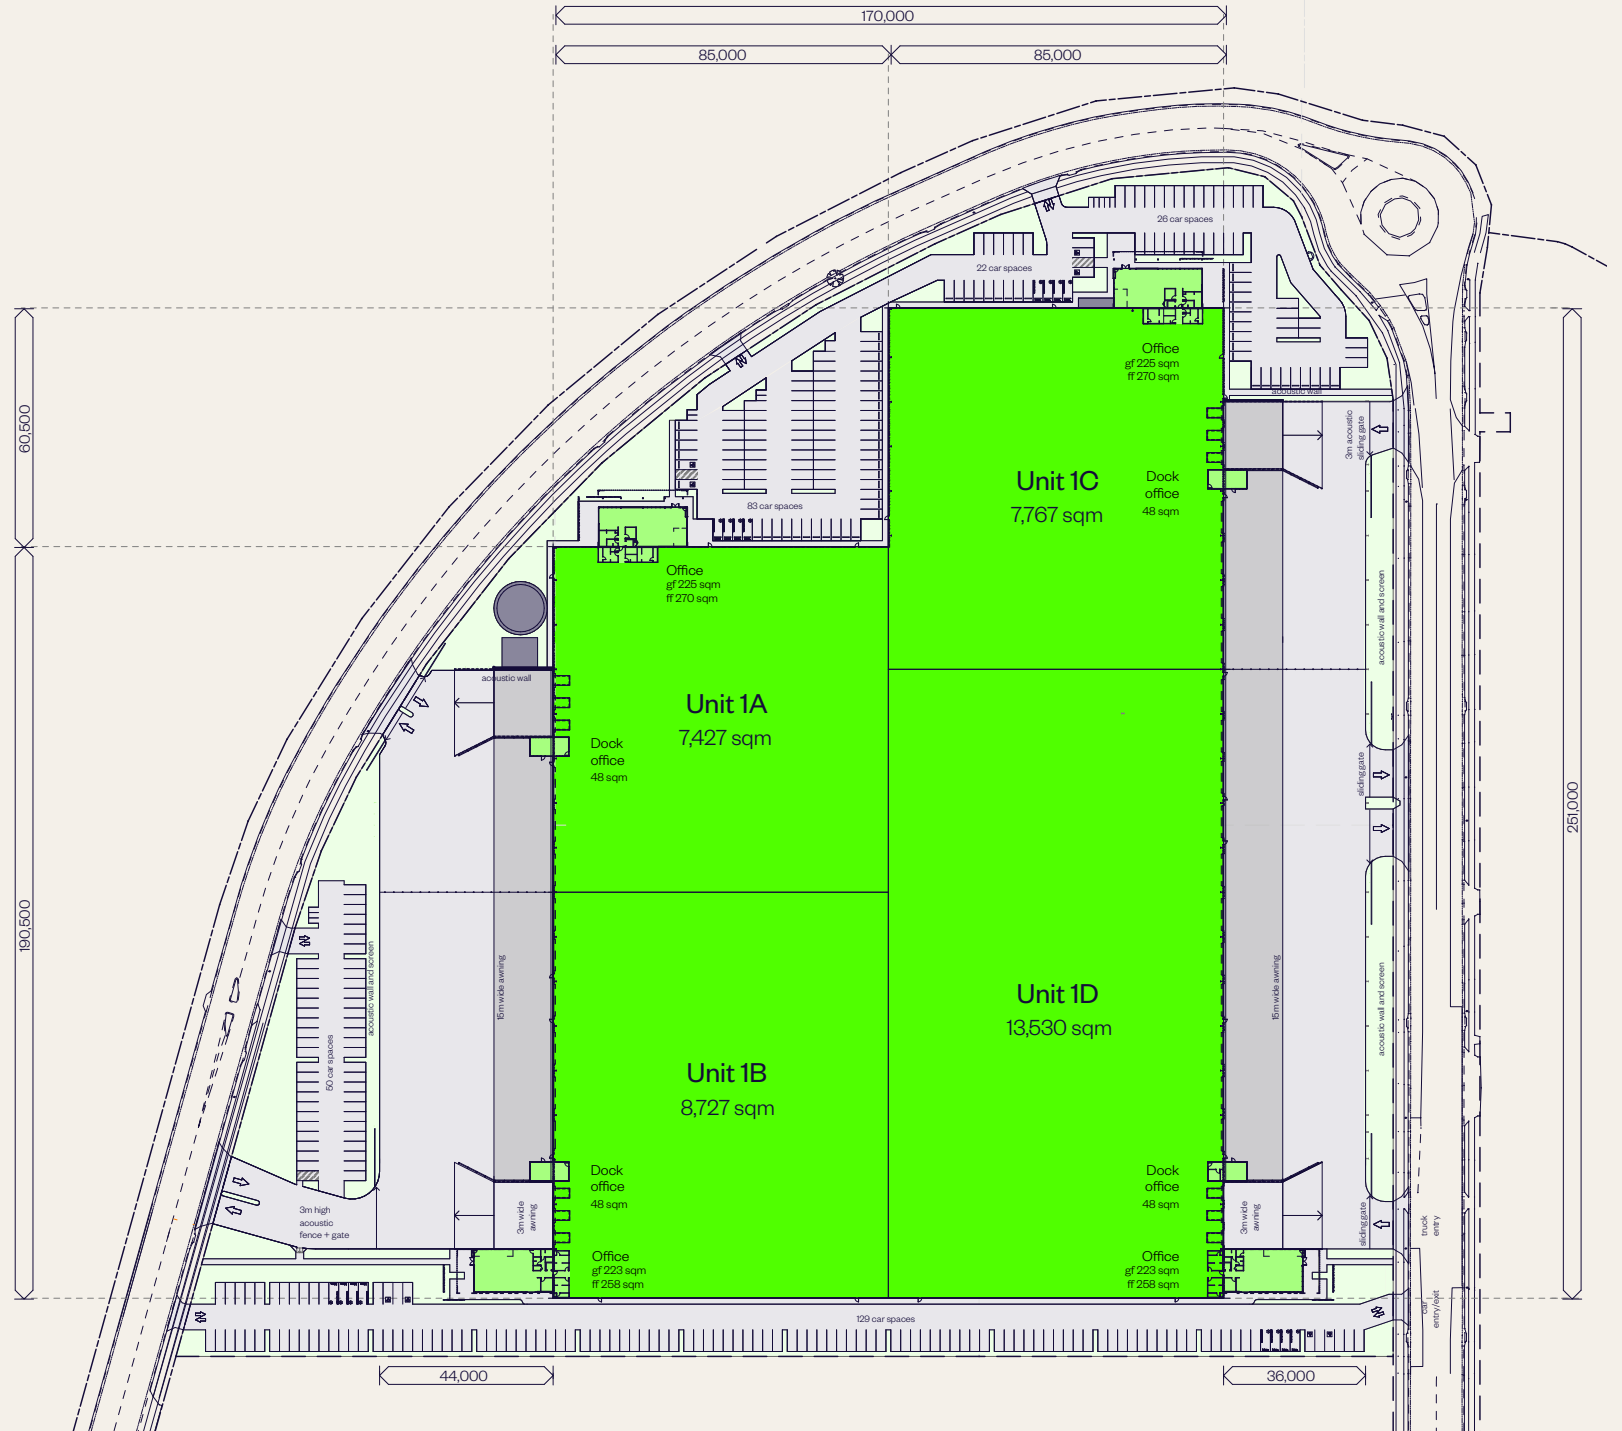 170,000
85,000
85,000
26 car spaces
22 car spaces
Office
gf 225 sqm
ff 270 sqm
acoustic wall
3m acoustic
sliding gate
60,500
Unit 1C
7,767 sqm
Dock
office
48 sqm
83 car spaces
Office
gf 225 sqm
ff 270 sqm
acoustic wall and screen
acoustic wall
Unit 1A
7,427 sqm
Dock
office
48 sqm
sliding gate
251,000
190,500
acoustic wall and screen
15m wide awning
15m wide awning
acoustic wall and screen
Unit 1D
13,530 sqm
50 car spaces
Unit 1B
8,727 sqm
Dock
office
48 sqm
Dock
office
48 sqm
3m high
acoustic
fence + gate
3m wide
awning
3m wide
awning
sliding gate
truck
entry
Office
gf 223 sqm
ff 258 sqm
Office
gf 223 sqm
ff 258 sqm
car
entry/exit
129 car spaces
44,000
36,000